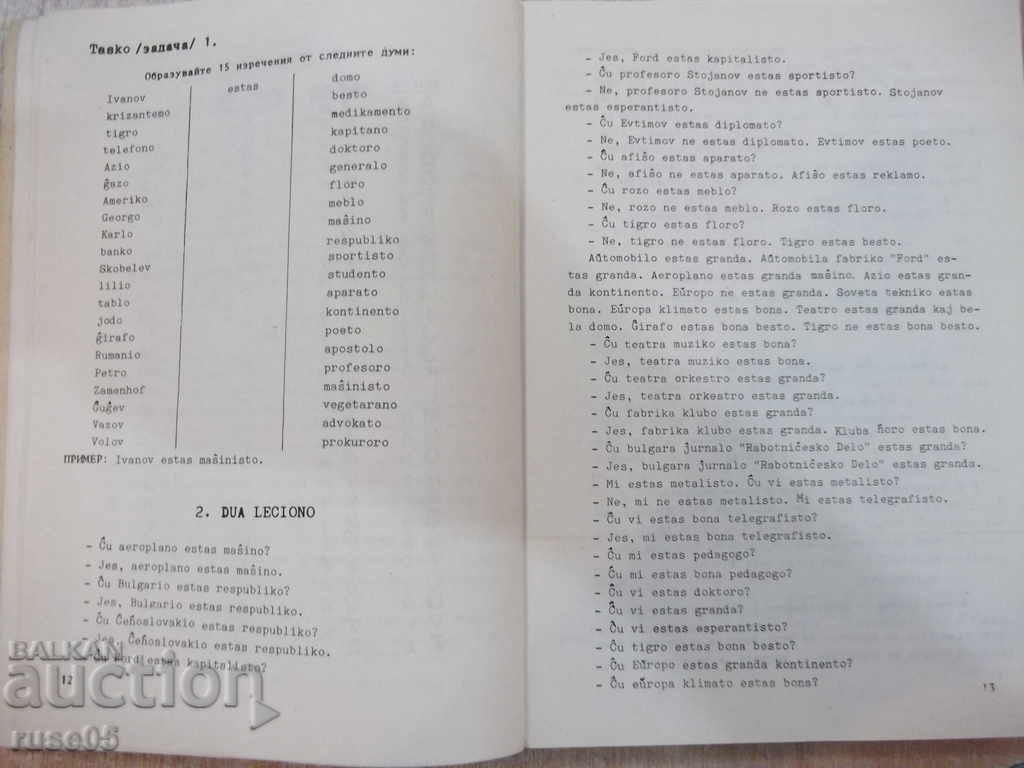 Tasko /задача/ 1.
Образувайте 15 изречения от следните думи:
estas
Ivanov
krizantemo
tigro
telefono
Azio
ĝazo
Ameriko
Georgo
Karlo
banko
Skobelev
lilio
tablo
jodo
ĝirafo
Rumanio
Petro
Zamenhof
Ĝuĝev
Vazov
Volov
domo
besto
medikamento
kapitano
doktoro
generalo
floro
meblo
maŝino
respubliko
sportisto
studento
aparato
kontinento
poeto
apostolo
profesoro
maŝinisto
vegetarano
advokato
prokuroro
ПРИМЕР: Ivanov estas maŝinisto.
2. DUA LECIONO
- Ĉu aeroplano estas maŝino?
- Jes, aeroplano estas maŝino.
- Ĉu Bulgario estas respubliko?
- Jes, Bulgario estas respubliko.
- Ĉu Ĉeĥoslovakio estas respubliko?
- Jes, Ĉeĥoslovakio estas respubliko.
- Ĉu Ford estas kapitalisto?
12
- Jes, Ford estas kapitalisto.
- Ĉu profesoro Stojanov estas sportisto?
- Ne, profesoro Stojanov ne estas sportisto. Stojanov
estas esperantisto.
- Ĉu Evtimov estas diplomato?
- Ne, Evtimov ne estas diplomato. Evtimov estas poeto.
- Ĉu afiŝo estas aparato?
- Ne, afiŝo ne estas aparato. Afiŝo estas reklamo.
- Ĉu rozo estas meblo?
- Ne, rozo ne estas meblo. Rozo estas floro.
- Ĉu tigro estas floro?
- Ne, tigro ne estas floro. Tigro estas besto.
Aŭtomobilo estas granda. Aŭtomobila fabriko "Ford" es-
tas granda. Aeroplano estas granda maŝino. Azio estas gran-
da kontinento. Eŭropo ne estas granda. Soveta tekniko estas
bona. Eŭropa klimato estas bona. Teatro estas granda kaj be-
la domo. Ĝirafo estas bona besto. Tigro ne estas bona besto.
- Ĉu teatra muziko estas bona?
- Jes, teatra muziko estas bona.
- Ĉu teatra orkestro estas granda?
- Jes, teatra orkestro estas granda.
- Ĉu fabrika klubo estas granda?
- Jes, fabrika klubo estas granda. Kluba ĥoro estas bona.
- Ĉu bulgara ĵurnalo "Rabotniĉesko Delo" estas granda?
- Jes, bulgara ĵurnalo "Rabotniĉesko Delo" estas granda.
- Mi estas metalisto. Ĉu vi estas metalisto?
- Ne, mi ne estas metalisto. Mi estas telegrafisto.
- Ĉu vi estas bona telegrafisto?
- Jes, mi estas bona telegrafisto.
- Ĉu mi estas pedagogo?
- Ĉu mi estas bona pedagogo?
- Ĉu vi estas doktoro?
- Ĉu vi estas granda?
- Ĉu vi estas esperantisto?
- Ĉu tigro estas bona besto?
- Ĉu Eŭropo estas granda kontinento?
- Ĉu eŭropa klimato estas bona?
13
BALKAN
auction
ruse05